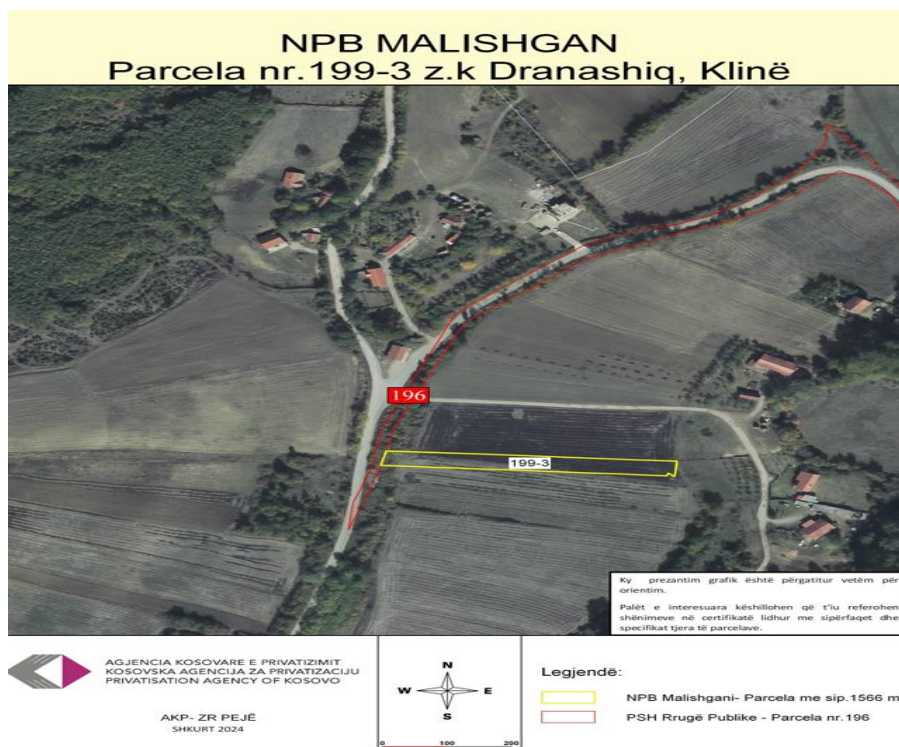 NPB MALISHGAN
Parcela nr.199-3 z.k Dranashiq, Klinë
196
199-3
Ky prezantim grafik është përgatitur vetëm për
orientim.
Palët e interesuara këshillohen që t'iu referohen
shënimeve në certifikatë lidhur me sipërfaqet dhe
specifikat tjera të parcelave.
AGJENCIA KOSOVARE E PRIVATIZIMIT
KOSOVSKA AGENCIJA ZA PRIVATIZACIJU
PRIVATISATION AGENCY OF KOSOVO
AKP- ZR PEJË
SHKURT 2024
N
W E
S
0 100 200
Legjendë:
NPB Malishgani- Parcela me sip.1566 m
PSH Rrugë Publike - Parcela nr.196